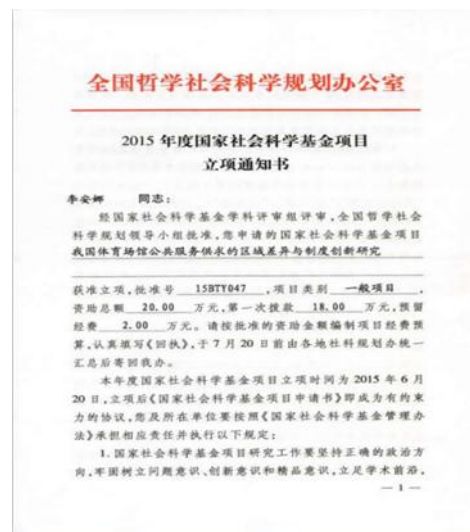 全国哲学社会科学规划办公室
2015 年度国家社会科学基金项目
立项通知书
李安娜 同志:
经国家社会科学基金学科评审组评审,全国哲学社会
科学规划领导小组批准,您申请的国家社会科学基金项目
我国体育场馆公共服务供求的区域差异与制度创新研究
获准立项,批准号 15BTY047 ,项目类别 一般项目 ,
资助总额 20.00 万元,第一次拨款 18.00 万元,预留
经费 2.00 万元。请按批准的资助金额编制项目经费预
算,认真填写《回执》,于 7 月 20 日前由各地社科规划办统一
汇总后寄回我办。
本年度国家社会科学基金项目立项时间为 2015 年 6 月
20 日,立项后《国家社会科学基金项目申请书》即成为有约束
力的协议,您及所在单位要按照《国家社会科学基金管理办
法》承担相应责任并执行以下规定:
1. 国家社会科学基金项目研究工作要坚持正确的政治方
向,牢固树立问题意识、创新意识和精品意识,立足学术前沿,
— 1 —